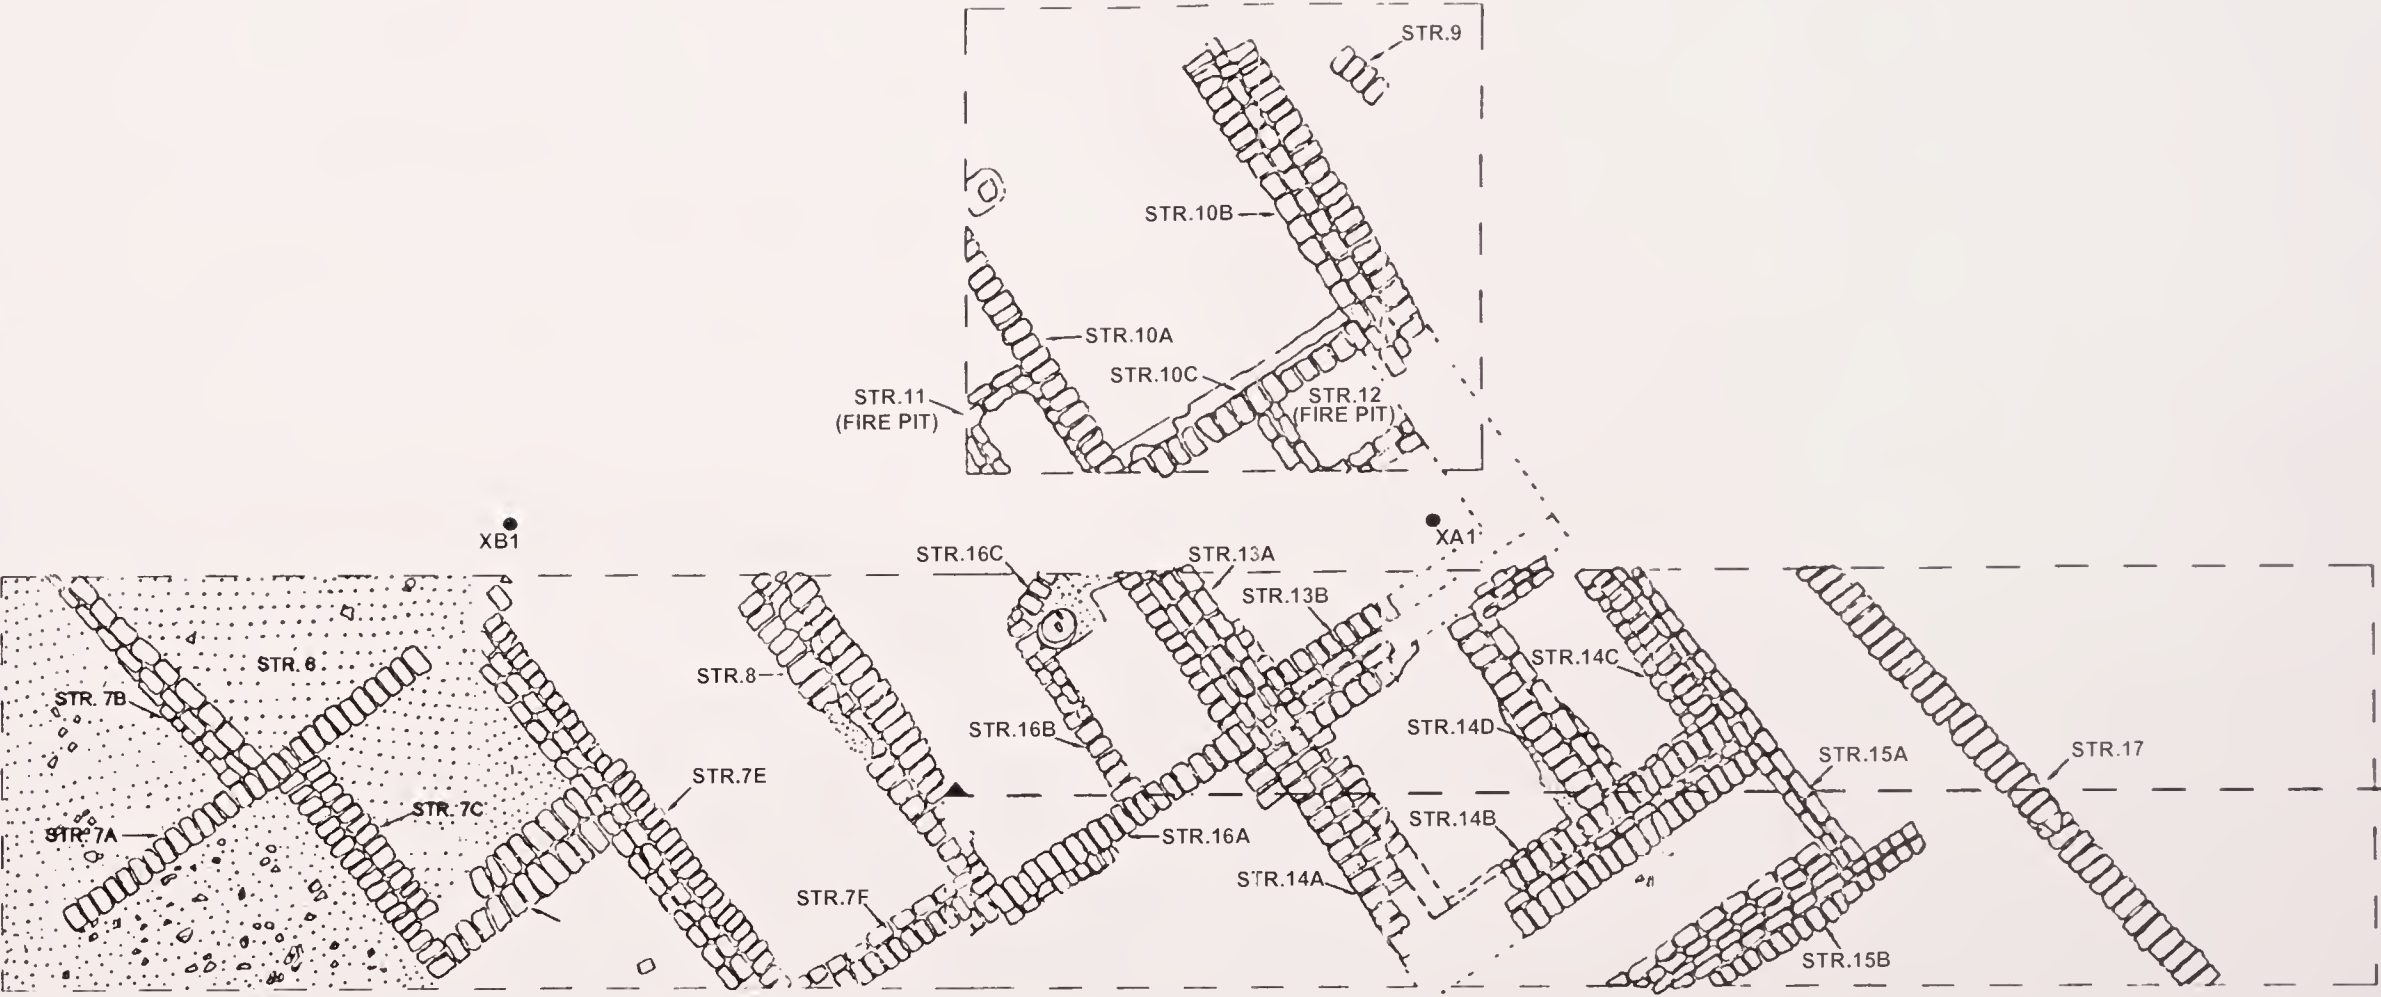 STR.9
STR.10B
STR.10A
STR.10C
STR.11
(FIRE PIT)
STR.12
(FIRE PIT)
XB1
XA1
STR.16C
STR.13A
STR.13B
STR. 6
STR.8
STR.14C
STR. 7B
STR.16B
STR.14D
STR.17
STR.15A
STR.7E
STR. 7C
STR. 7A
STR.16A
STR.14B
STR.14A
STR.7F
STR.15B